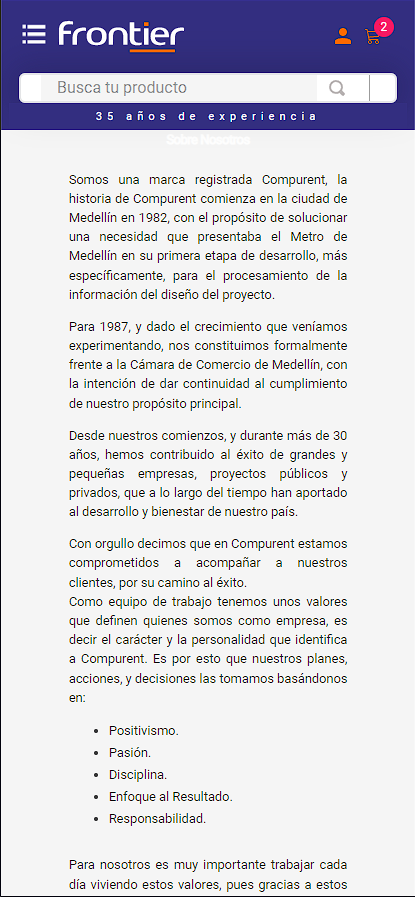 frontier
2
Busca tu producto
35 años de experiencia
Sobre Nosotros
Somos una marca registrada Compurent, la
historia de Compurent comienza en la ciudad de
Medellín en 1982, con el propósito de solucionar
una necesidad que presentaba el Metro de
Medellín en su primera etapa de desarrollo, más
específicamente, para el procesamiento de la
información del diseño del proyecto.
Para 1987, y dado el crecimiento que veníamos
experimentando, nos constituimos formalmente
frente a la Cámara de Comercio de Medellín, con
la intención de dar continuidad al cumplimiento
de nuestro propósito principal.
Desde nuestros comienzos, y durante más de 30
años, hemos contribuido al éxito de grandes y
pequeñas empresas, proyectos públicos y
privados, que a lo largo del tiempo han aportado
al desarrollo y bienestar de nuestro país.
Con orgullo decimos que en Compurent estamos
comprometidos a acompañar a nuestros
clientes, por su camino al éxito.
Como equipo de trabajo tenemos unos valores
que definen quienes somos como empresa, es
decir el carácter y la personalidad que identifica
a Compurent. Es por esto que nuestros planes,
acciones, y decisiones las tomamos basándonos
en:
Positivismo.
Pasión.
Disciplina.
Enfoque al Resultado.
Responsabilidad.
Para nosotros es muy importante trabajar cada
día viviendo estos valores, pues gracias a estos